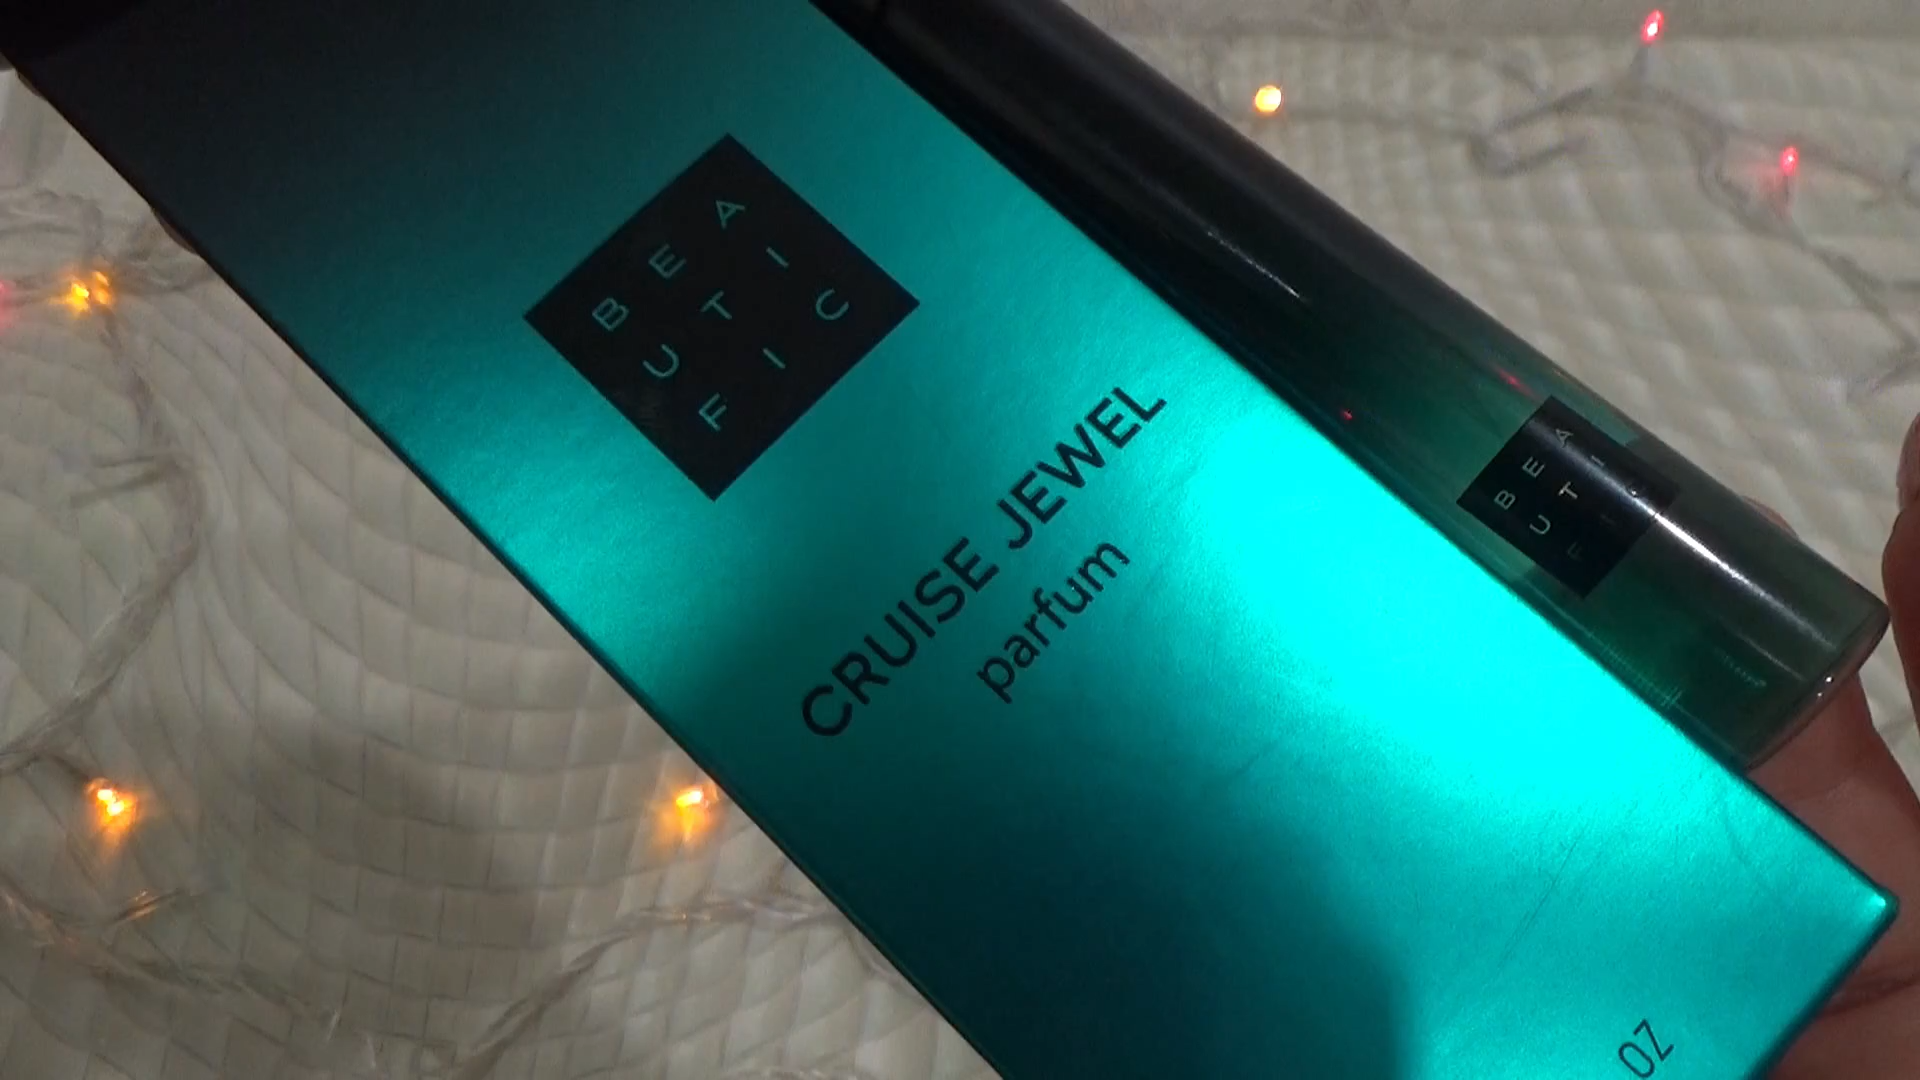 BEA
UTI
FIC
CRUISE JEWEL
parfum
OZ
BEA
UTI
F